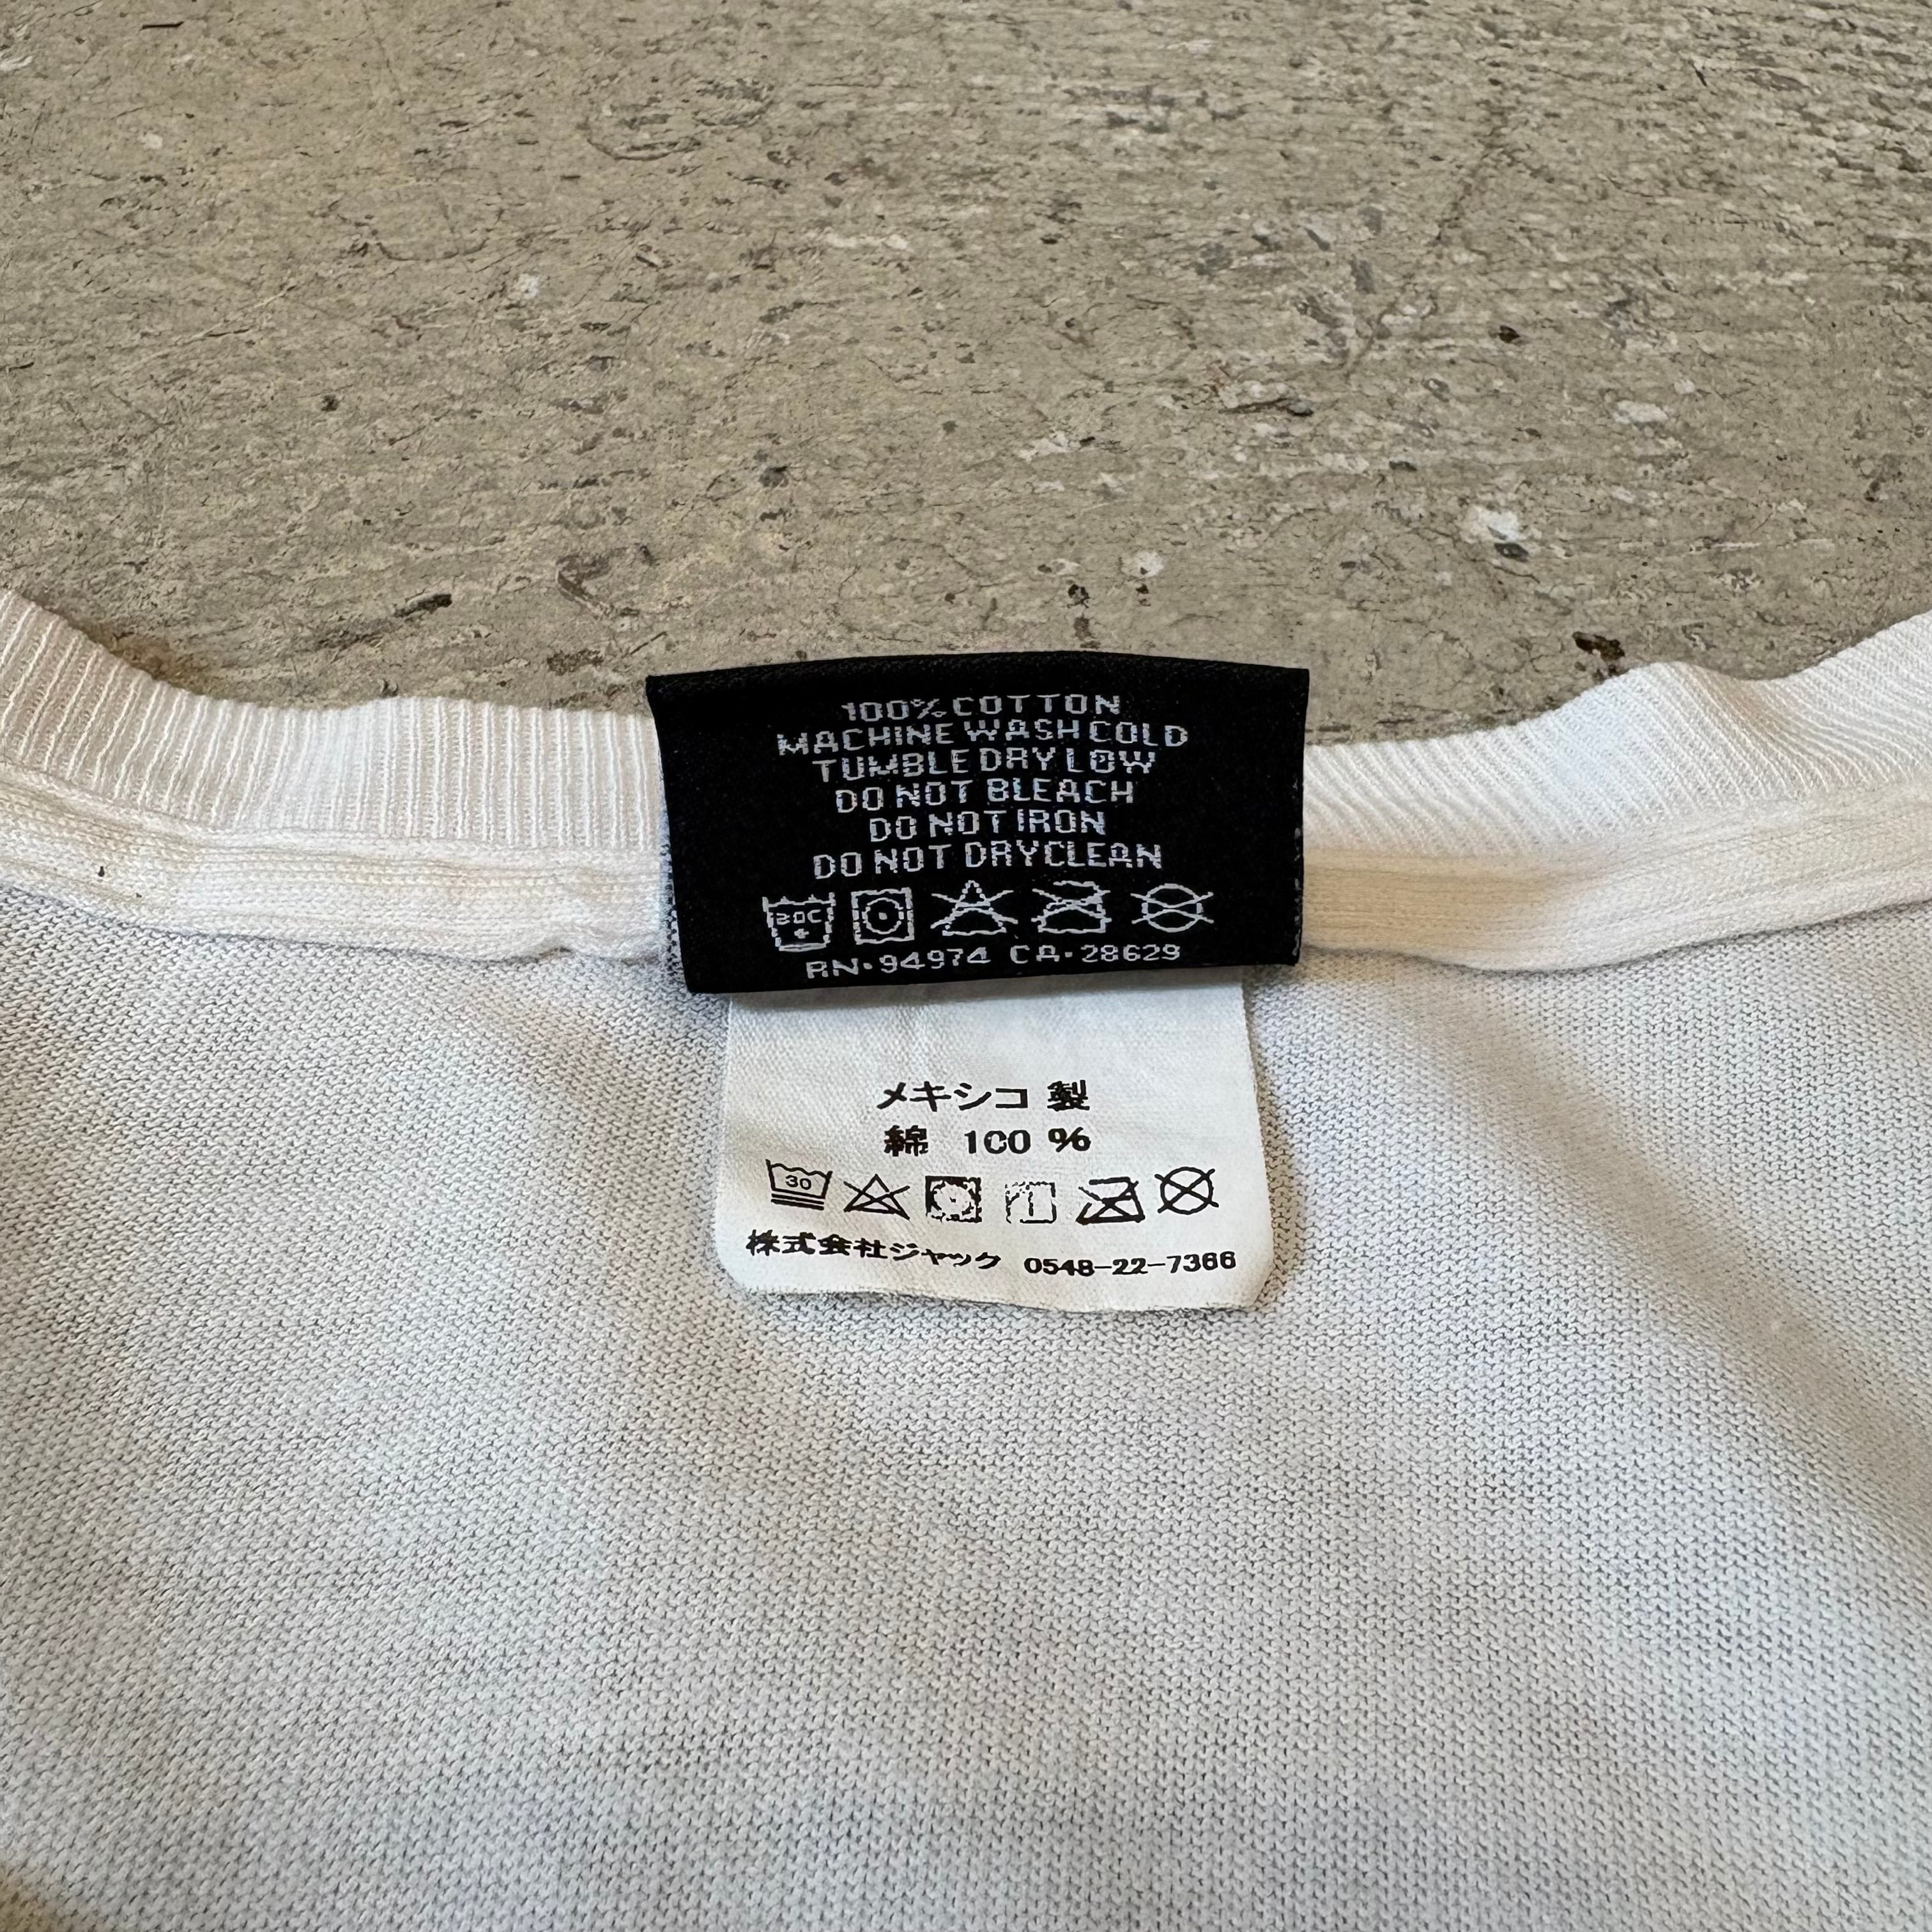 100% COTTON
MACHINE WASH COLD
TUMBLE DRY LOW
DO NOT BLEACH
DO NOT IRON
DO NOT DRYCLEAN
30C
RN·94974 CA·28629
メキシコ 製
綿 100 %
30
株式会社ジャック 0548-22-7366